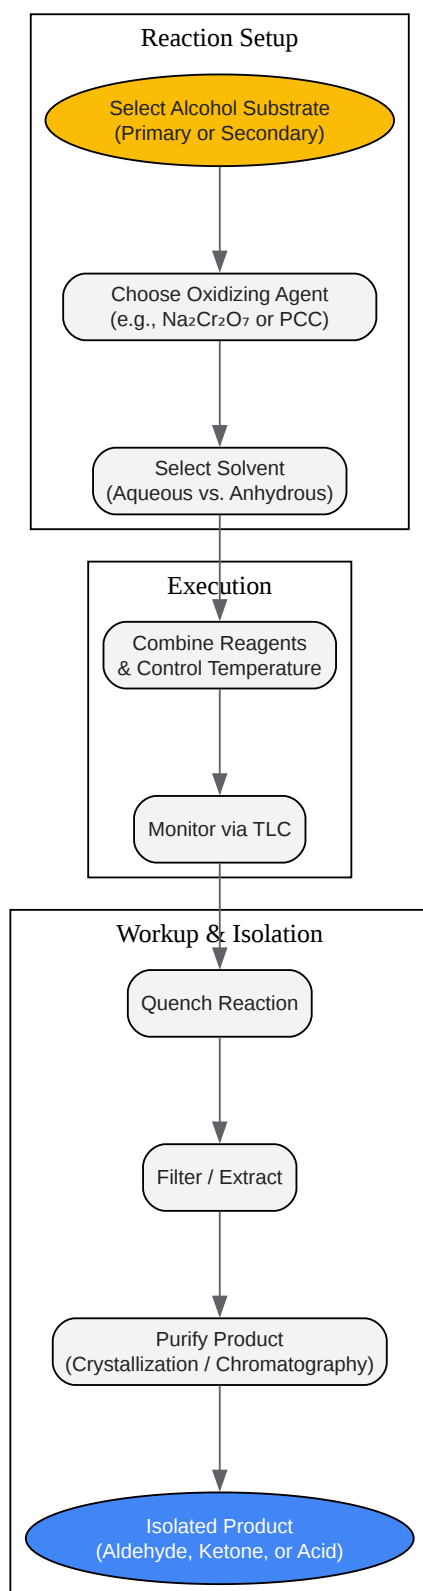 Reaction Setup
Select Alcohol Substrate
(Primary or Secondary)
Choose Oxidizing Agent
(e.g., Na₂Cr₂O₇ or PCC)
Select Solvent
(Aqueous vs. Anhydrous)
Execution
Combine Reagents
& Control Temperature
Monitor via TLC
Workup & Isolation
Quench Reaction
Filter / Extract
Purify Product
(Crystallization / Chromatography)
Isolated Product
(Aldehyde, Ketone, or Acid)